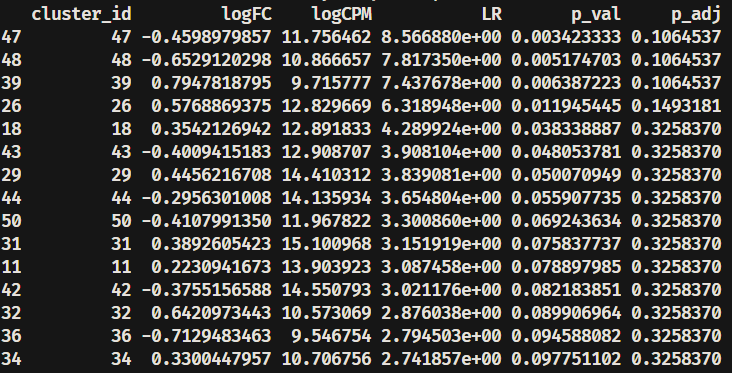 cluster_id logFC logCPM LR p_val p_adj
47 47 -0.4598979857 11.756462 8.566880e+00 0.003423333 0.1064537
48 48 -0.6529120298 10.866657 7.817350e+00 0.005174703 0.1064537
39 39 0.7947818795 9.715777 7.437678e+00 0.006387223 0.1064537
26 26 0.5768869375 12.829669 6.318948e+00 0.011945445 0.1493181
18 18 0.3542126942 12.891833 4.289924e+00 0.038338887 0.3258370
43 43 -0.4009415183 12.908707 3.908104e+00 0.048053781 0.3258370
29 29 0.4456216708 14.410312 3.839081e+00 0.050070949 0.3258370
44 44 -0.2956301008 14.135934 3.654804e+00 0.055907735 0.3258370
50 50 -0.4107991350 11.967822 3.300860e+00 0.069243634 0.3258370
31 31 0.3892605423 15.100968 3.151919e+00 0.075837737 0.3258370
11 11 0.2230941673 13.903923 3.087458e+00 0.078897985 0.3258370
42 42 -0.3755156588 14.550793 3.021176e+00 0.082183851 0.3258370
32 32 0.6420973443 10.573069 2.876038e+00 0.089906964 0.3258370
36 36 -0.7129483463 9.546754 2.794503e+00 0.094588082 0.3258370
34 34 0.3300447957 10.706756 2.741857e+00 0.097751102 0.3258370